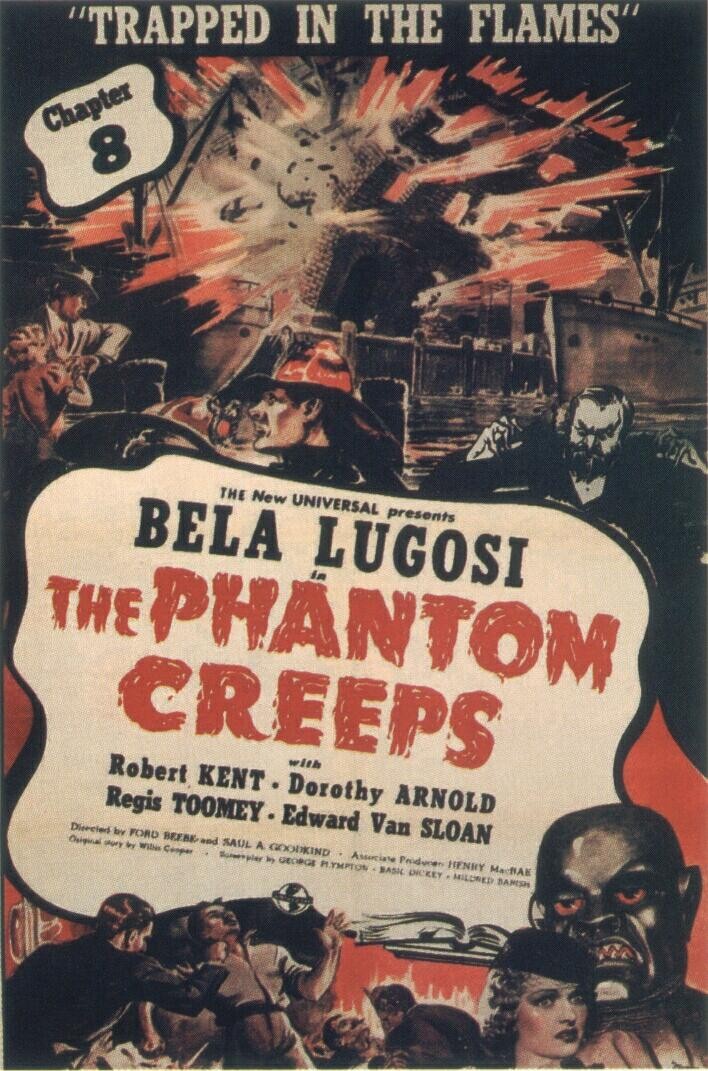 "TRAPPED IN THE FLAMES"
Chapter
8
THE New UNIVERSAL presents
BELA LUGOSI
in
THE PHANTOM
CREEPS
with
Robert KENT · Dorothy ARNOLD
Regis TOOMEY · Edward Van SLOAN
Directed by FORD BEEBE and SAUL A. GOODKIND · Associate Producer: HENRY MacRAE
Original story by Willis Cooper · Screenplay by GEORGE PLYMPTON · BASIL DICKEY · MILDRED BARISH